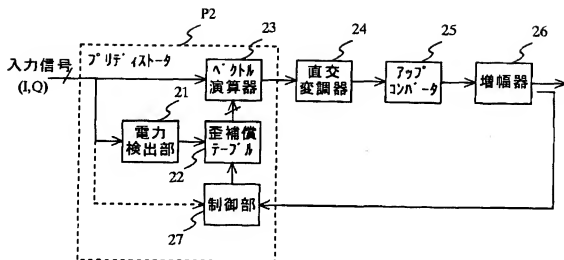 P2
23
24
25
26
入力信号
(I,Q)
プリディストータ
ベクトル
演算器
直交
変調器
アップ
コンバータ
増幅器
21
電力
検出部
歪補償
テーブル
22
制御部
27